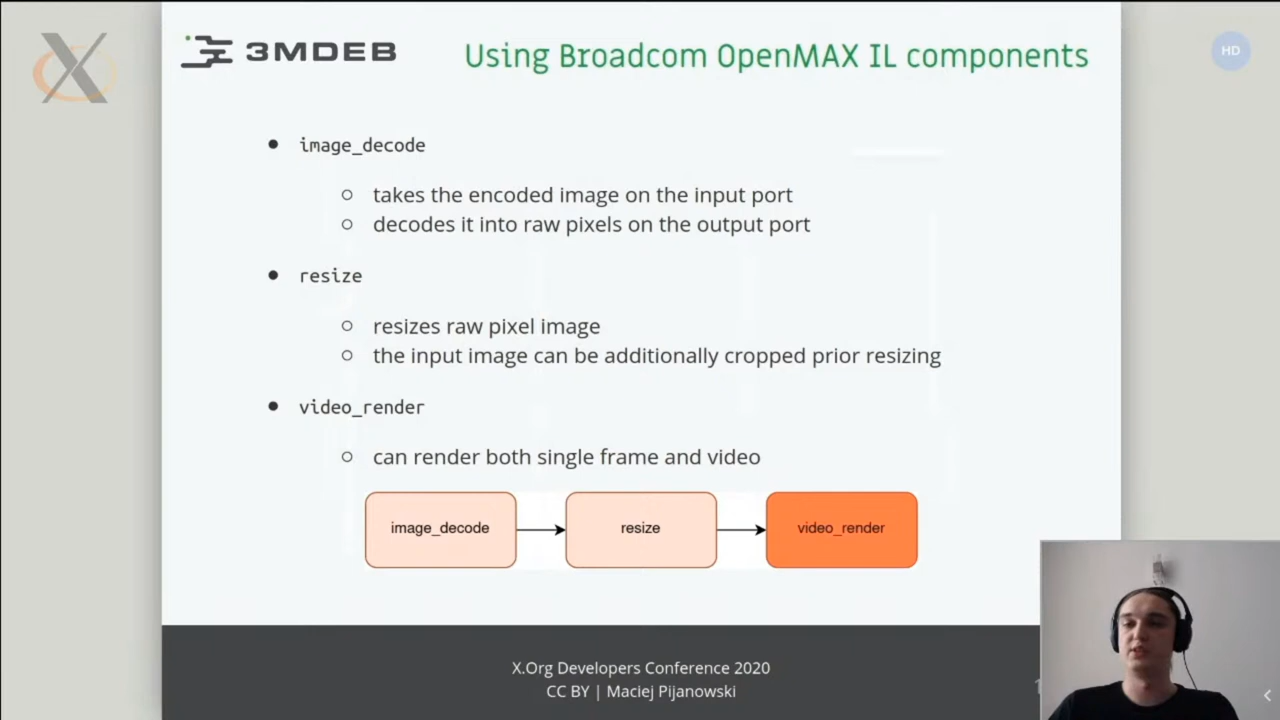 3MDEB
Using Broadcom OpenMAX IL components
HD
image_decode
takes the encoded image on the input port
decodes it into raw pixels on the output port
resize
resizes raw pixel image
the input image can be additionally cropped prior resizing
video_render
can render both single frame and video
image_decode
resize
video_render
X.Org Developers Conference 2020
CC BY | Maciej Pijanowski